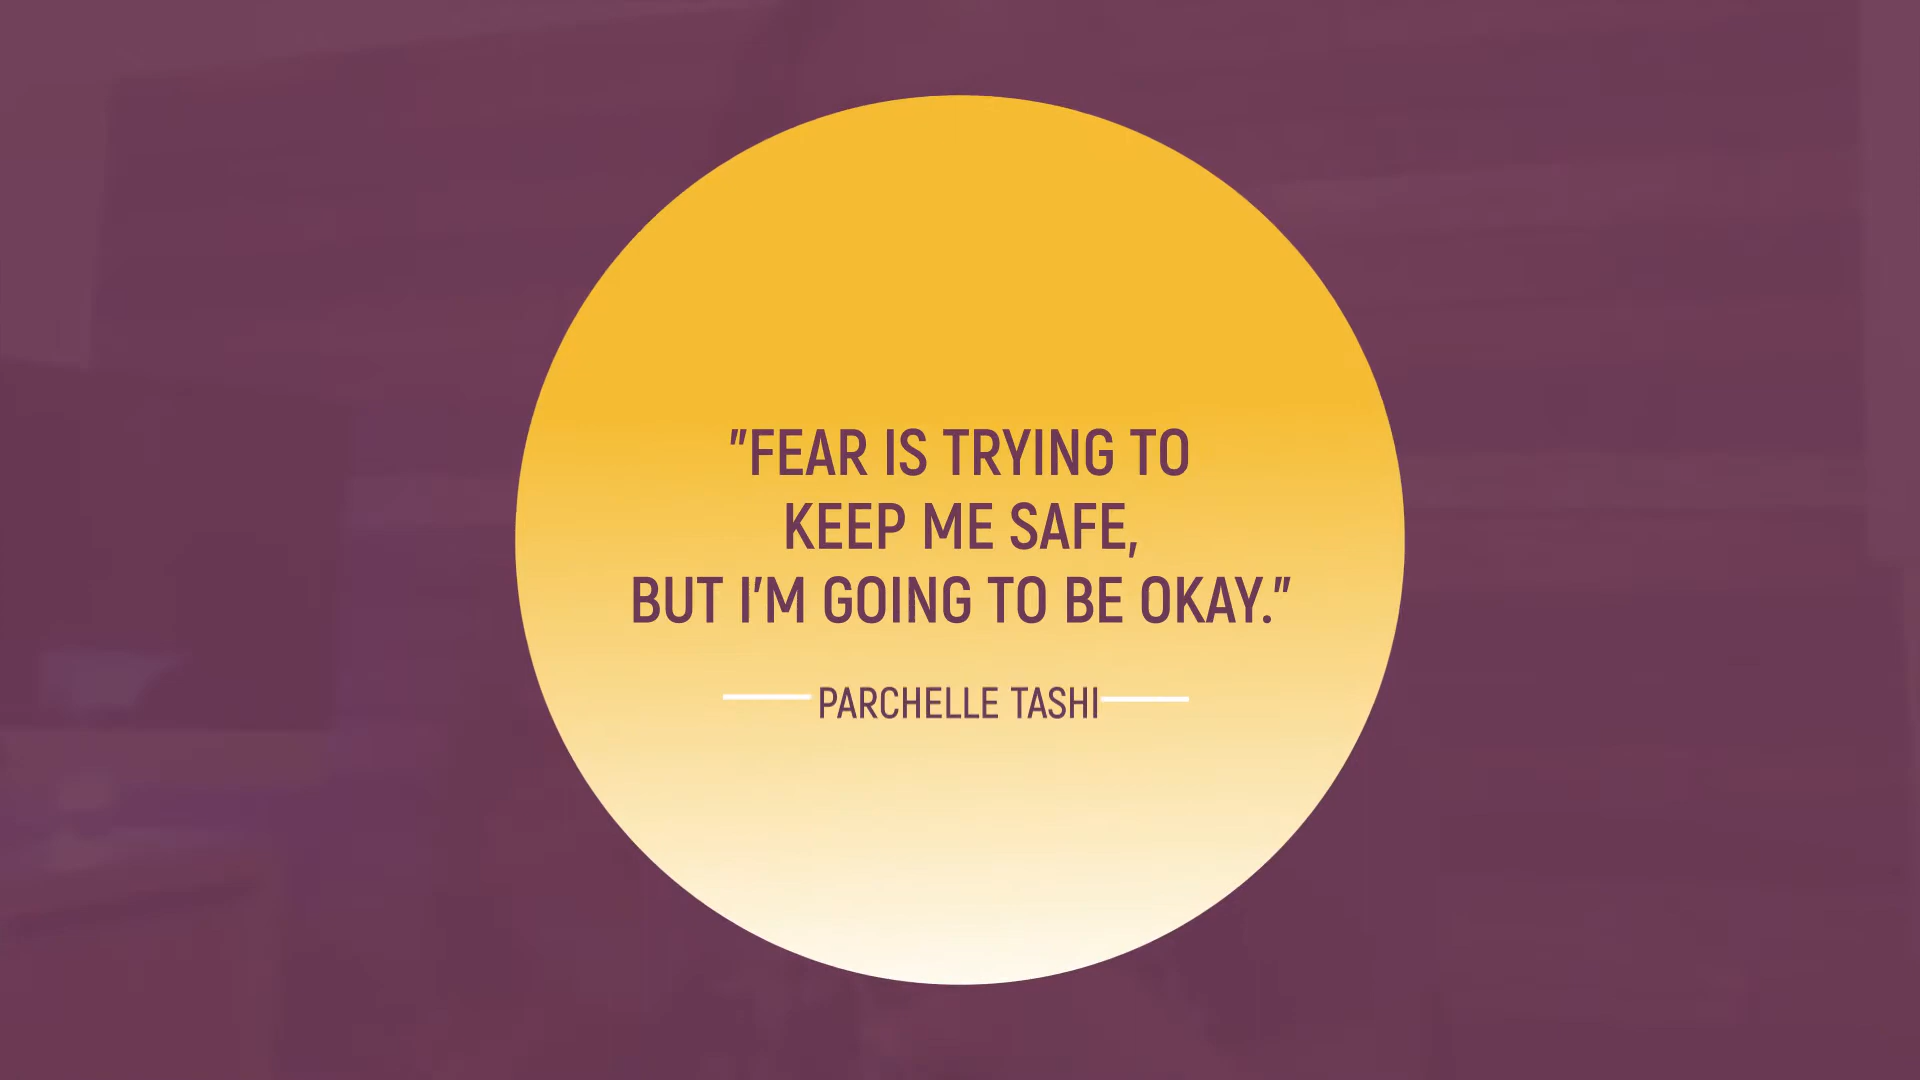 "FEAR IS TRYING TO
KEEP ME SAFE,
BUT I'M GOING TO BE OKAY."
PARCHELLE TASHI